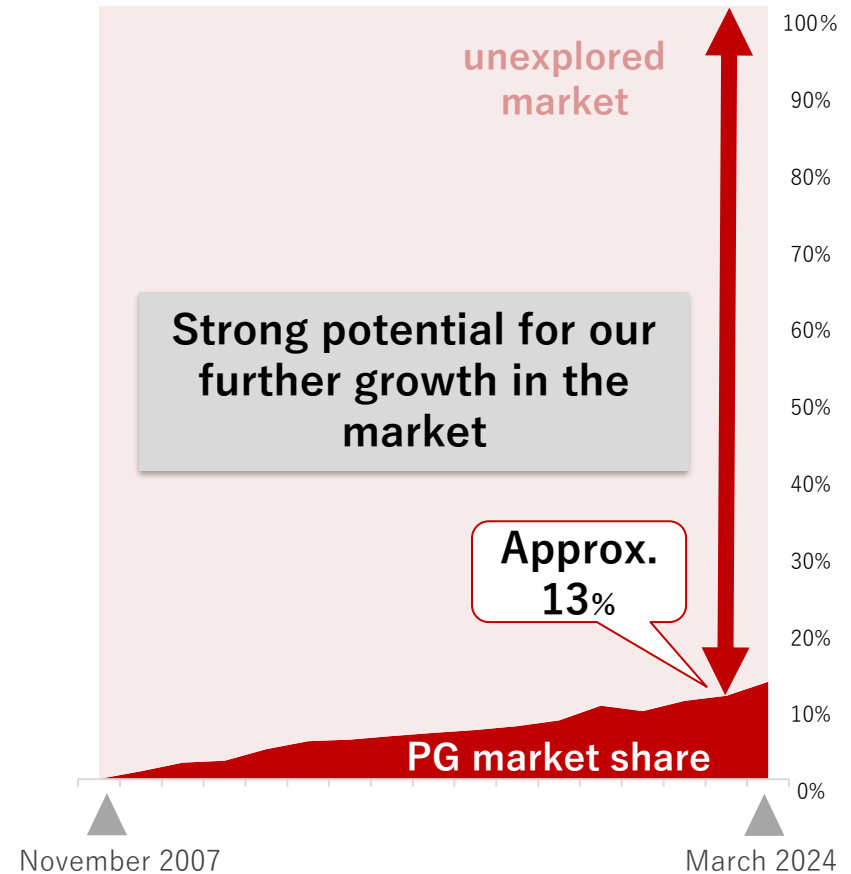 100%
unexplored
market
90%
80%
70%
Strong potential for our
further growth in the
market
60%
50%
40%
Approx.
13%
30%
20%
10%
PG market share
0%
November 2007
March 2024